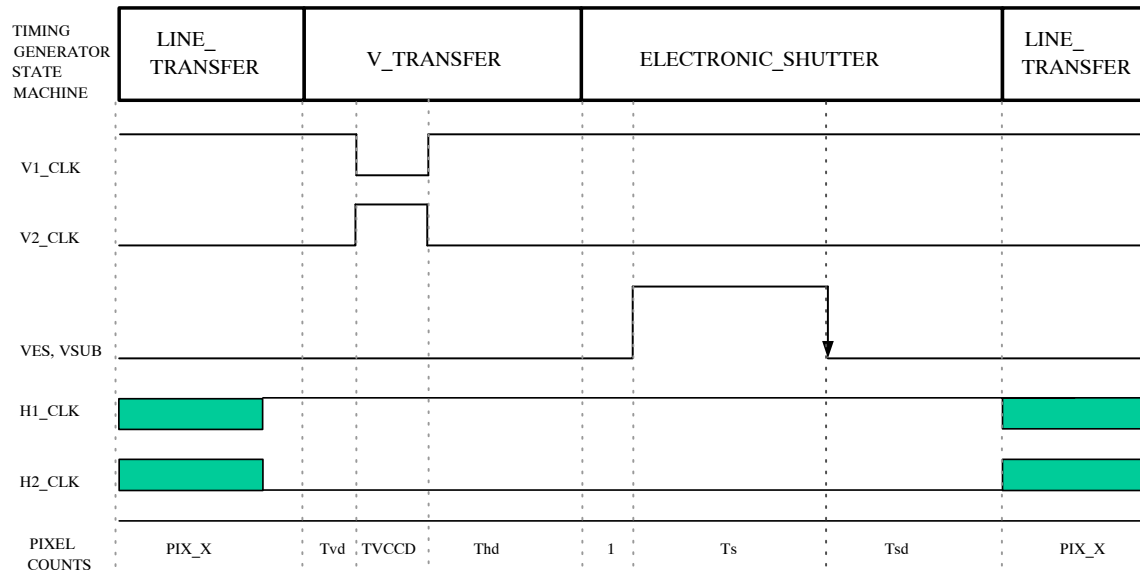 TIMING
GENERATOR
STATE
MACHINE
LINE_
TRANSFER
V_TRANSFER
ELECTRONIC_SHUTTER
LINE_
TRANSFER
V1_CLK
V2_CLK
VES, VSUB
H1_CLK
H2_CLK
PIXEL
COUNTS
PIX_X
Tvd
TVCCD
Thd
1
Ts
Tsd
PIX_X